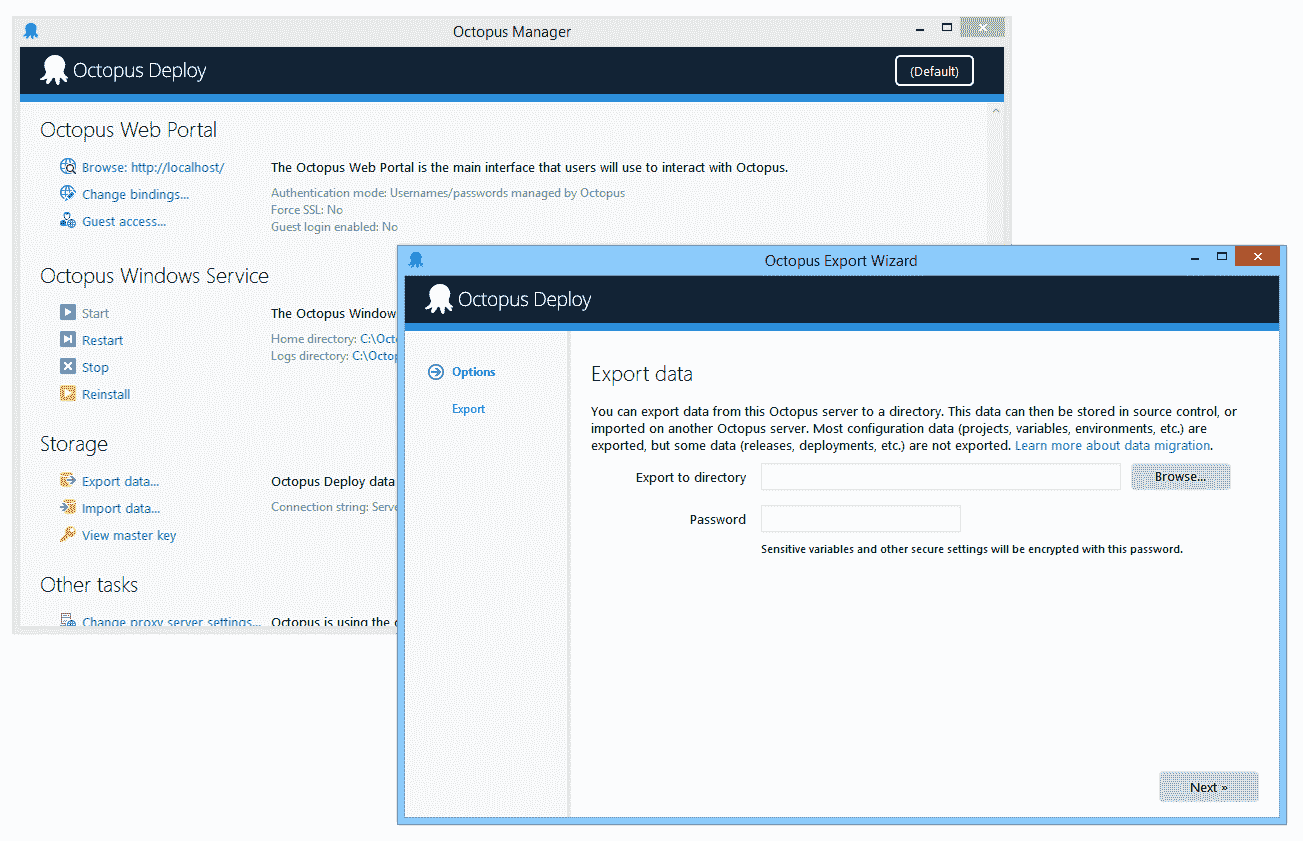 Octopus Manager
Octopus Deploy
(Default)
Octopus Web Portal
Browse: http://localhost/
The Octopus Web Portal is the main interface that users will use to interact with Octopus.
Change bindings...
Authentication mode: Usernames/passwords managed by Octopus
Force SSL: No
Guest access...
Guest login enabled: No
Octopus Windows Service
Start
The Octopus Window
Restart
Home directory: C:\Oct
Logs directory: C:\Octop
Stop
Reinstall
Storage
Export data...
Octopus Deploy data
Import data...
Connection string: Serve
View master key
Other tasks
Change proxy server settings...
Octopus is using the
Octopus Export Wizard
Octopus Deploy
Options
Export
Export data
You can export data from this Octopus server to a directory. This data can then be stored in source control, or
imported on another Octopus server. Most configuration data (projects, variables, environments, etc.) are
exported, but some data (releases, deployments, etc.) are not exported. Learn more about data migration.
Export to directory
Browse...
Password
Sensitive variables and other secure settings will be encrypted with this password.
Next »